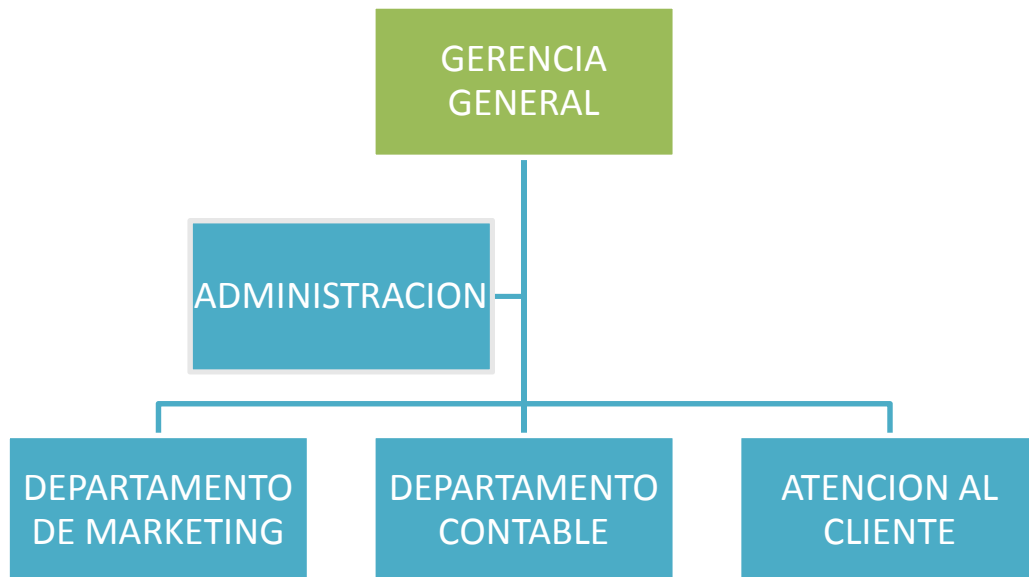 GERENCIA
GENERAL
ADMINISTRACION
DEPARTAMENTO
DE MARKETING
DEPARTAMENTO
CONTABLE
ATENCION AL
CLIENTE